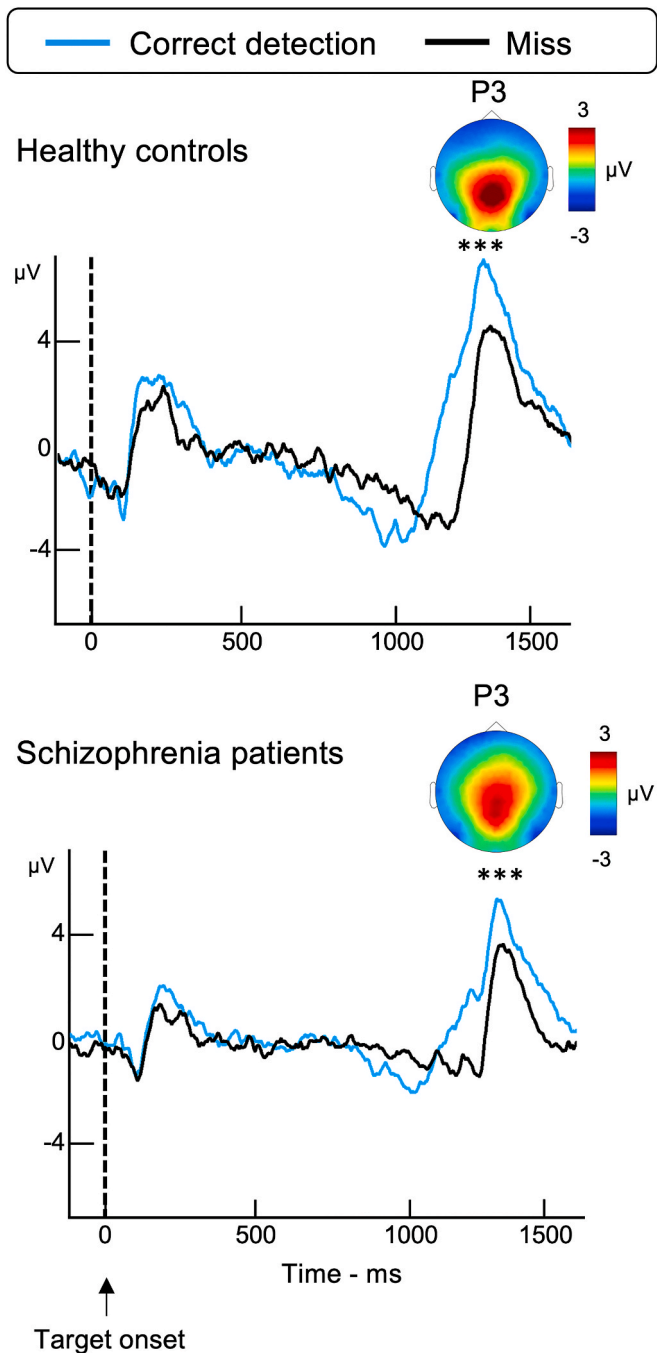 Correct detection Miss
P3
Healthy controls
3
µV
-3
***
µV
4
0
-4
0 500 1000 1500
P3
Schizophrenia patients
3
µV
-3
***
µV
4
0
-4
0 500 1000 1500
Time - ms
Target onset